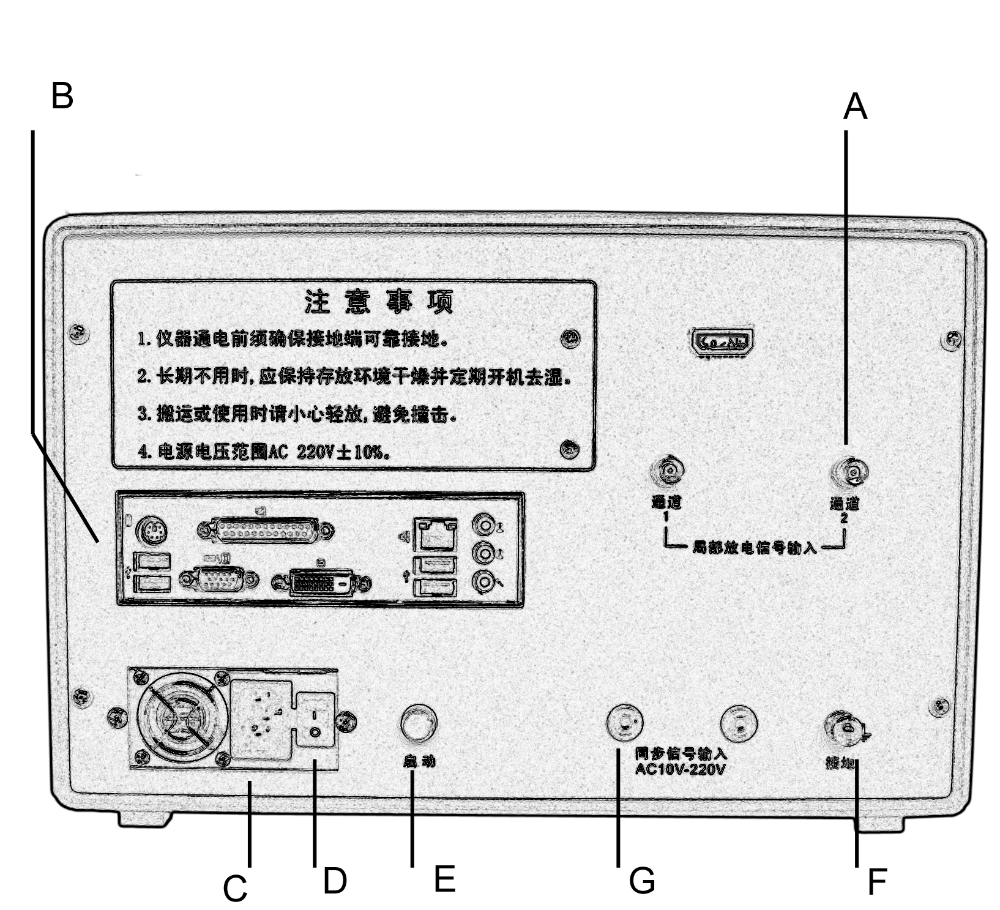 B
A
注意事项
1.仪器通电前须确保接地端可靠接地。
2.长期不用时,应保持存放环境干燥并定期开机去湿。
3.搬运或使用时请小心轻放,避免撞击。
4.电源电压范围AC 220V±10%。
通道
1
通道
2
局部放电信号输入
启动
同步信号输入
AC10V-220V
接地
C
D
E
G
F